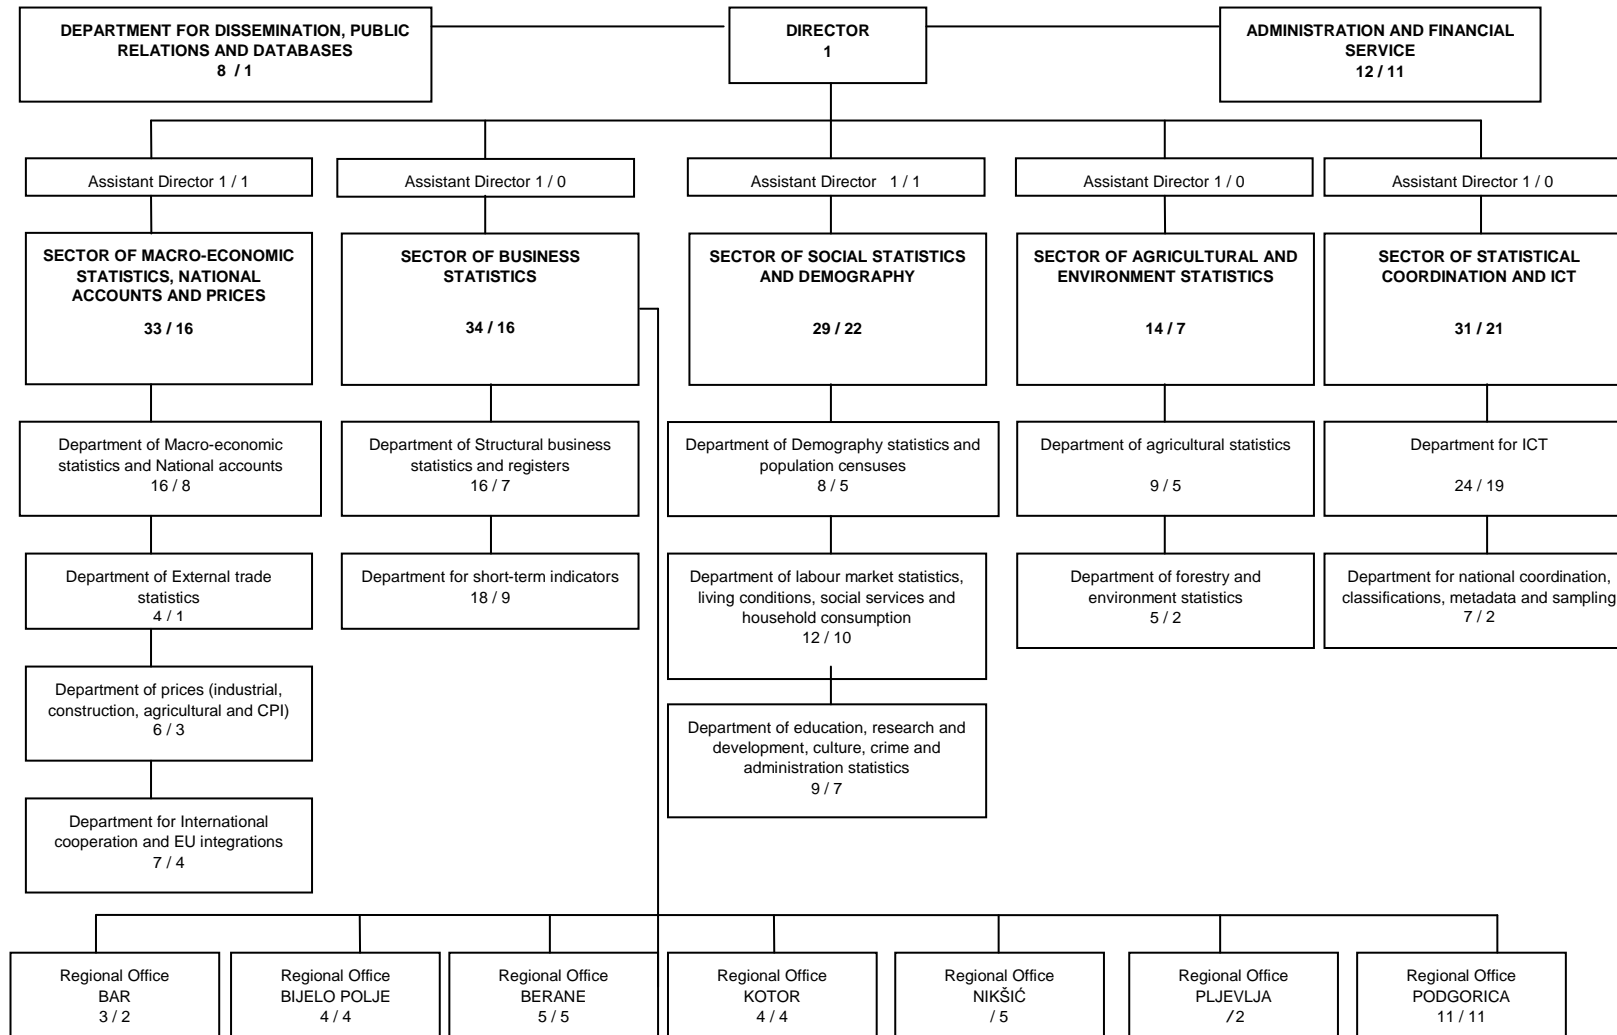 DEPARTMENT FOR DISSEMINATION, PUBLIC
RELATIONS AND DATABASES
8 / 1
DIRECTOR
1
ADMINISTRATION AND FINANCIAL
SERVICE
12 / 11
Assistant Director 1 / 1
Assistant Director 1 / 0
Assistant Director 1 / 1
Assistant Director 1 / 0
Assistant Director 1 / 0
SECTOR OF MACRO-ECONOMIC
STATISTICS, NATIONAL
ACCOUNTS AND PRICES
33 / 16
SECTOR OF BUSINESS
STATISTICS
34 / 16
SECTOR OF SOCIAL STATISTICS
AND DEMOGRAPHY
29 / 22
SECTOR OF AGRICULTURAL AND
ENVIRONMENT STATISTICS
14 / 7
SECTOR OF STATISTICAL
COORDINATION AND ICT
31 / 21
Department of Macro-economic
statistics and National accounts
16 / 8
Department of Structural business
statistics and registers
16 / 7
Department of Demography statistics and
population censuses
8 / 5
Department of agricultural statistics
9 / 5
Department for ICT
24 / 19
Department of External trade
statistics
4 / 1
Department for short-term indicators
18 / 9
Department of labour market statistics,
living conditions, social services and
household consumption
12 / 10
Department of forestry and
environment statistics
5 / 2
Department for national coordination,
classifications, metadata and sampling
7 / 2
Department of prices (industrial,
construction, agricultural and CPI)
6 / 3
Department of education, research and
development, culture, crime and
administration statistics
9 / 7
Department for International
cooperation and EU integrations
7 / 4
Regional Office
BAR
3 / 2
Regional Office
BIJELO POLJE
4 / 4
Regional Office
BERANE
5 / 5
Regional Office
KOTOR
4 / 4
Regional Office
NIKŠIĆ
/ 5
Regional Office
PLJEVLJA
/ 2
Regional Office
PODGORICA
11 / 11